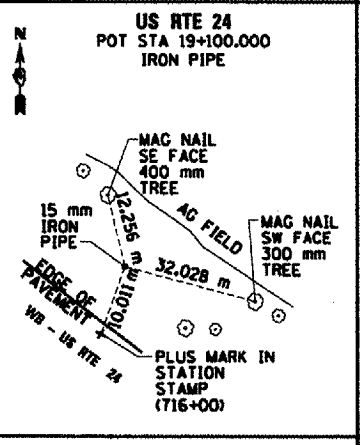 US RTE 24
POT STA 19+100.000
IRON PIPE
N
MAG NAIL
SE FACE
400 mm
TREE
12.256 m
15 mm
IRON
PIPE
AG FIELD
MAG NAIL
SW FACE
300 mm
TREE
32.028 m
10.011 m
EDGE OF
PAVEMENT
WB - US RTE 24
PLUS MARK IN
STATION
STAMP
(716+00)